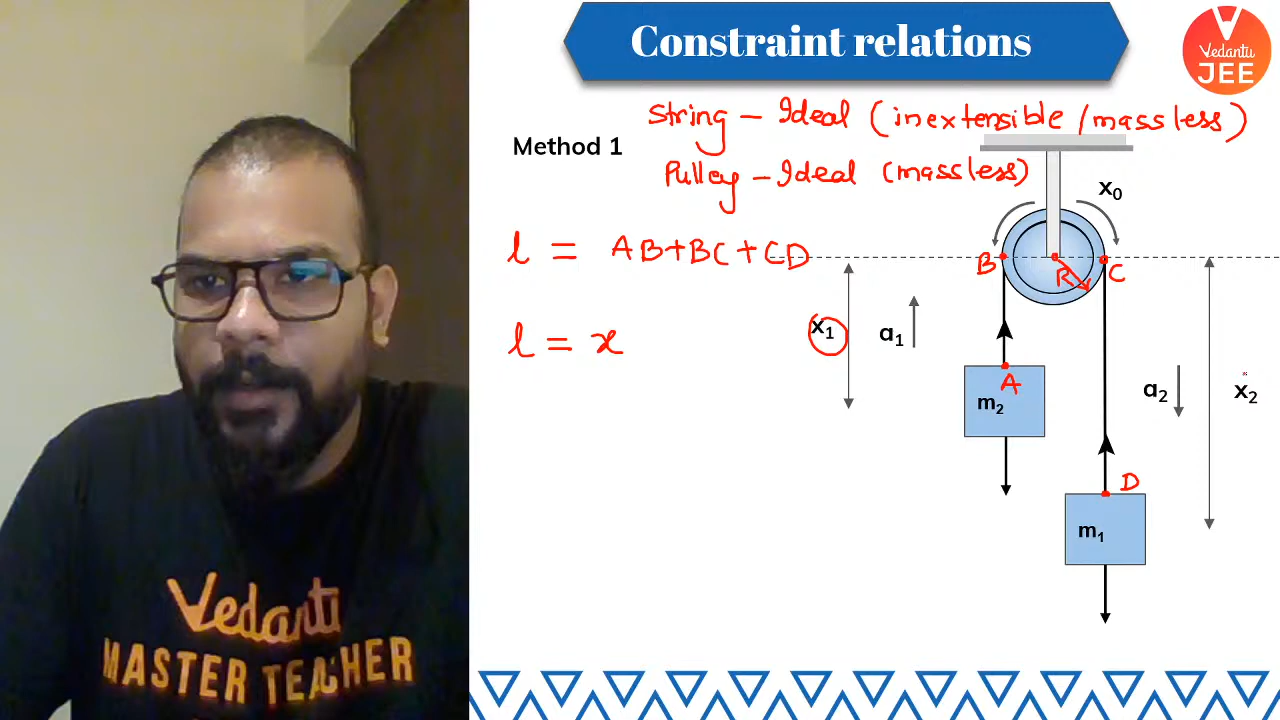 Constraint relations
Vedantu
JEE
String – Ideal (inextensible / massless)
Method 1
Pulley – Ideal (massless)
x₀
l = AB+BC+CD
B
R
C
x₁
a₁
l = x
A
m₂
a₂
x₂
D
m₁
Vedantu
MASTER TEACHER